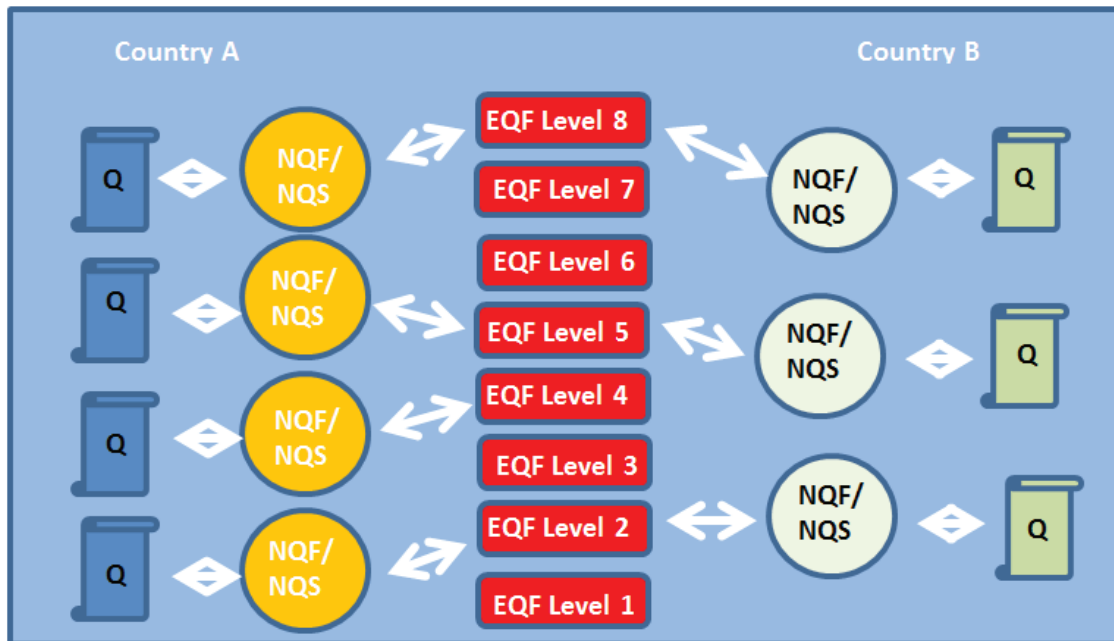 Country A
Country B
Q
NQF/
NQS
EQF Level 8
NQF/
NQS
Q
EQF Level 7
Q
NQF/
NQS
EQF Level 6
EQF Level 5
NQF/
NQS
Q
Q
NQF/
NQS
EQF Level 4
EQF Level 3
NQF/
NQS
Q
Q
NQF/
NQS
EQF Level 2
EQF Level 1